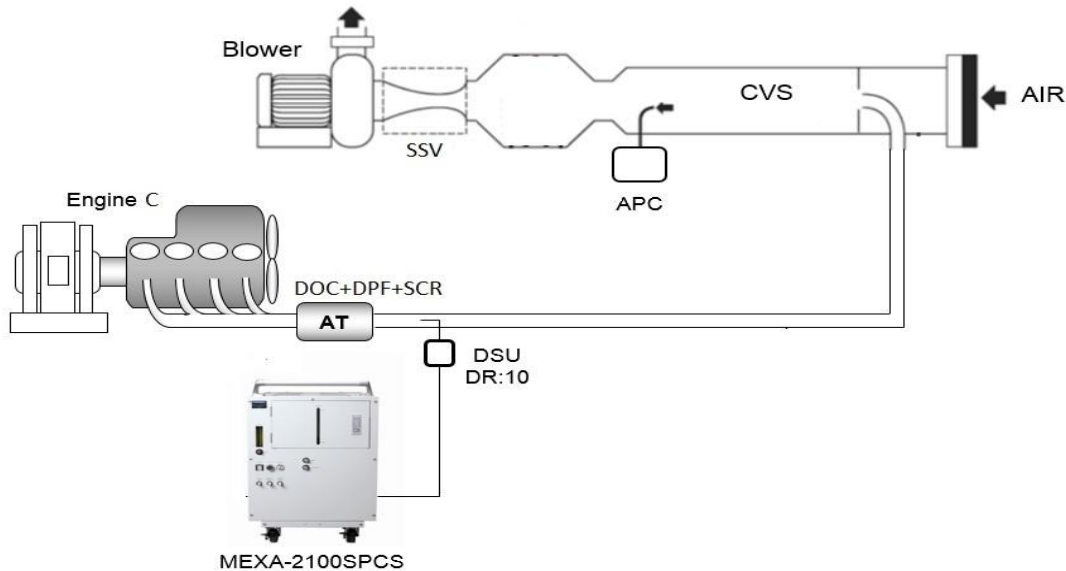 Blower
CVS
AIR
SSV
APC
Engine C
DOC+DPF+SCR
AT
DSU
DR:10
MEXA-2100SPCS